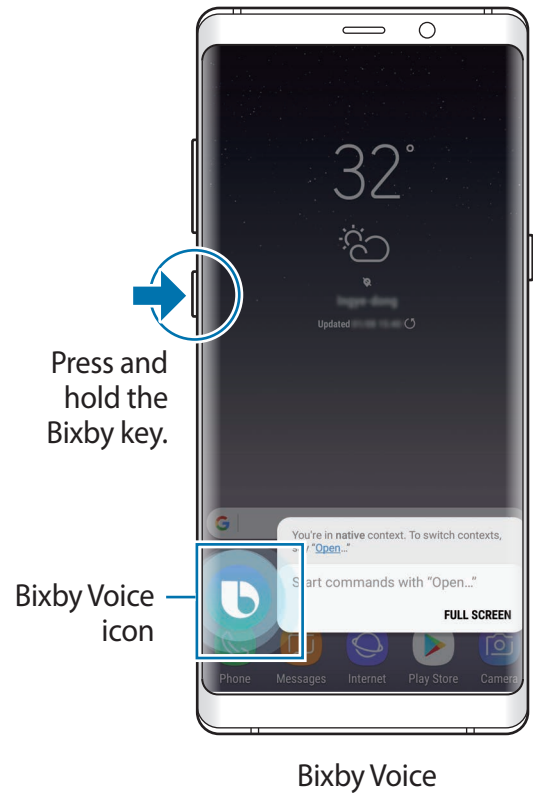 32°
Updated
Press and
hold the
Bixby key.
G
You're in native context. To switch contexts,
"Open..."
Start commands with "Open..."
FULL SCREEN
Bixby Voice
icon
Phone Messages Internet Play Store Camera
Bixby Voice